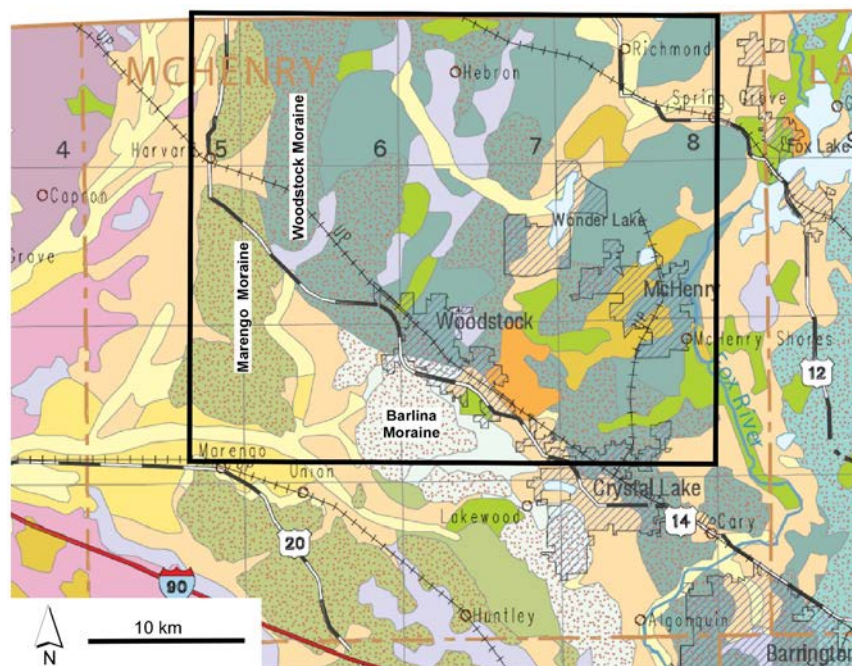 UP
MCHENRY
LA
Richmond
Hebron
Spring Grove
4
5
6
7
8
Harvard
Fox Lake
Capron
Woodstock Moraine
Wonder Lake
UP
Grove
Marengo Moraine
McHenry
Woodstock
UP
McHenry Shores
12
Fox River
Barlina
Moraine
Marengo
UP
Union
Crystal Lake
Lakewood
14
Cary
20
90
Huntley
Algonquin
Barrington
10 km
N